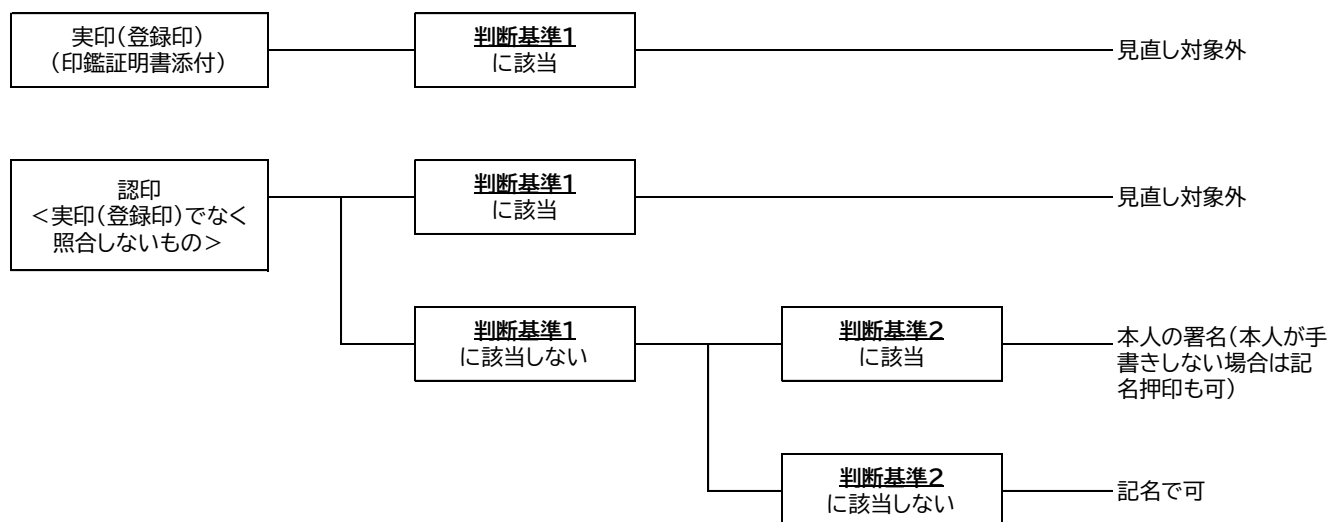 実印(登録印)
(印鑑証明書添付)
判断基準1
に該当
見直し対象外
認印
<実印(登録印)でなく
照合しないもの>
判断基準1
に該当
見直し対象外
判断基準1
に該当しない
判断基準2
に該当
本人の署名(本人が手
書きしない場合は記
名押印も可)
判断基準2
に該当しない
記名で可